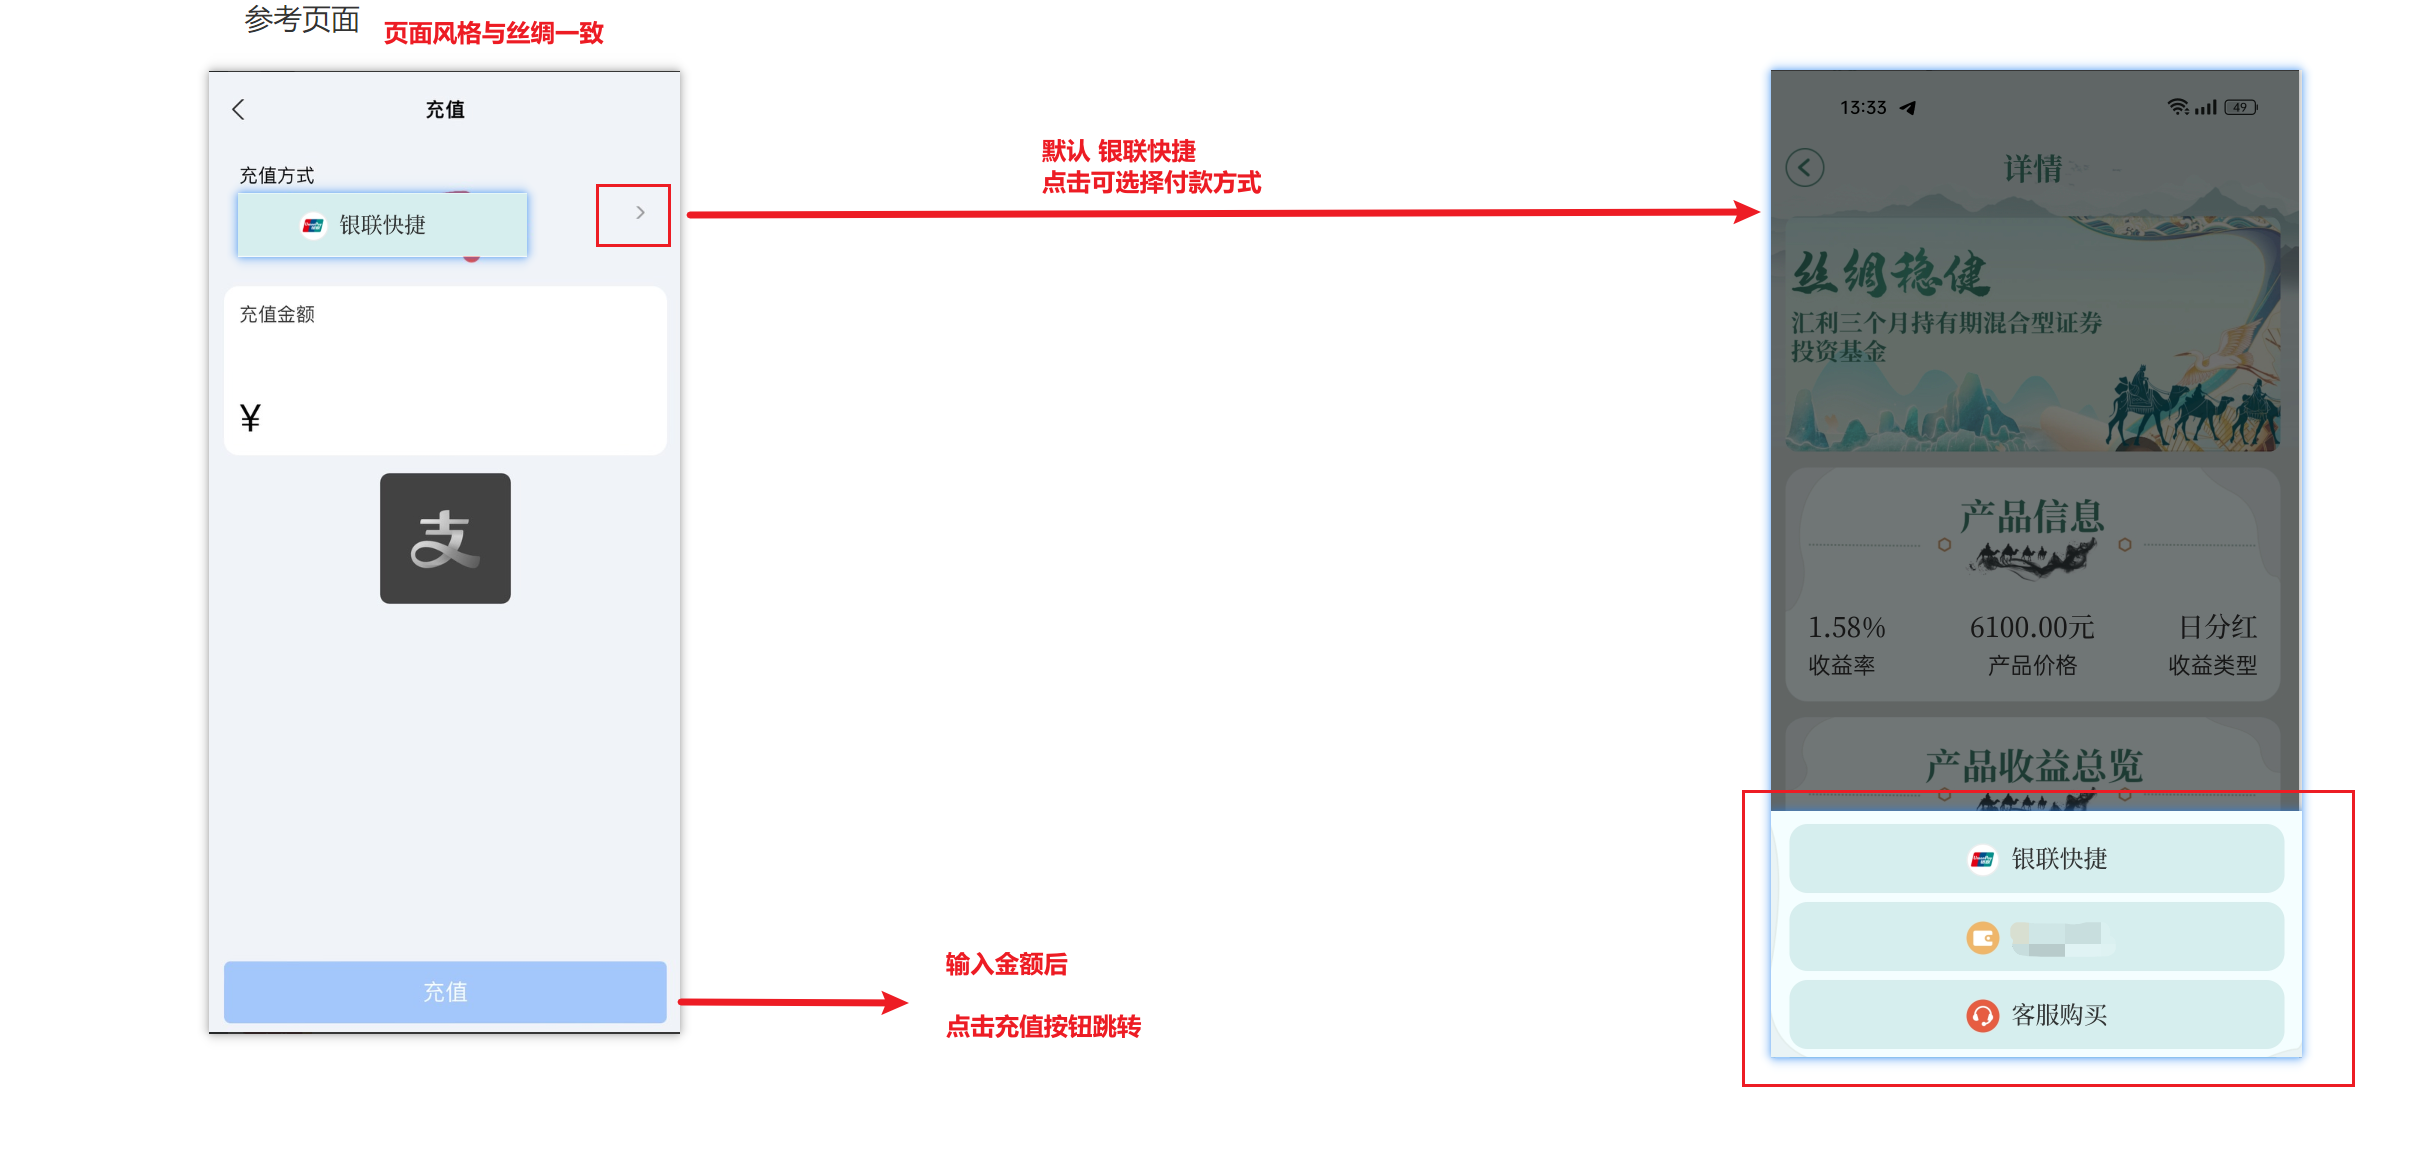 参考页面
页面风格与丝绸一致
充值
充值方式
银联快捷
充值金额
¥
支
充值
默认 银联快捷
点击可选择付款方式
输入金额后
点击充值按钮跳转
13:33
49
详情
丝绸稳健
汇利三个月持有期混合型证券
投资基金
产品信息
1.58%
6100.00元
日分红
收益率
产品价格
收益类型
产品收益总览
银联快捷
客服购买